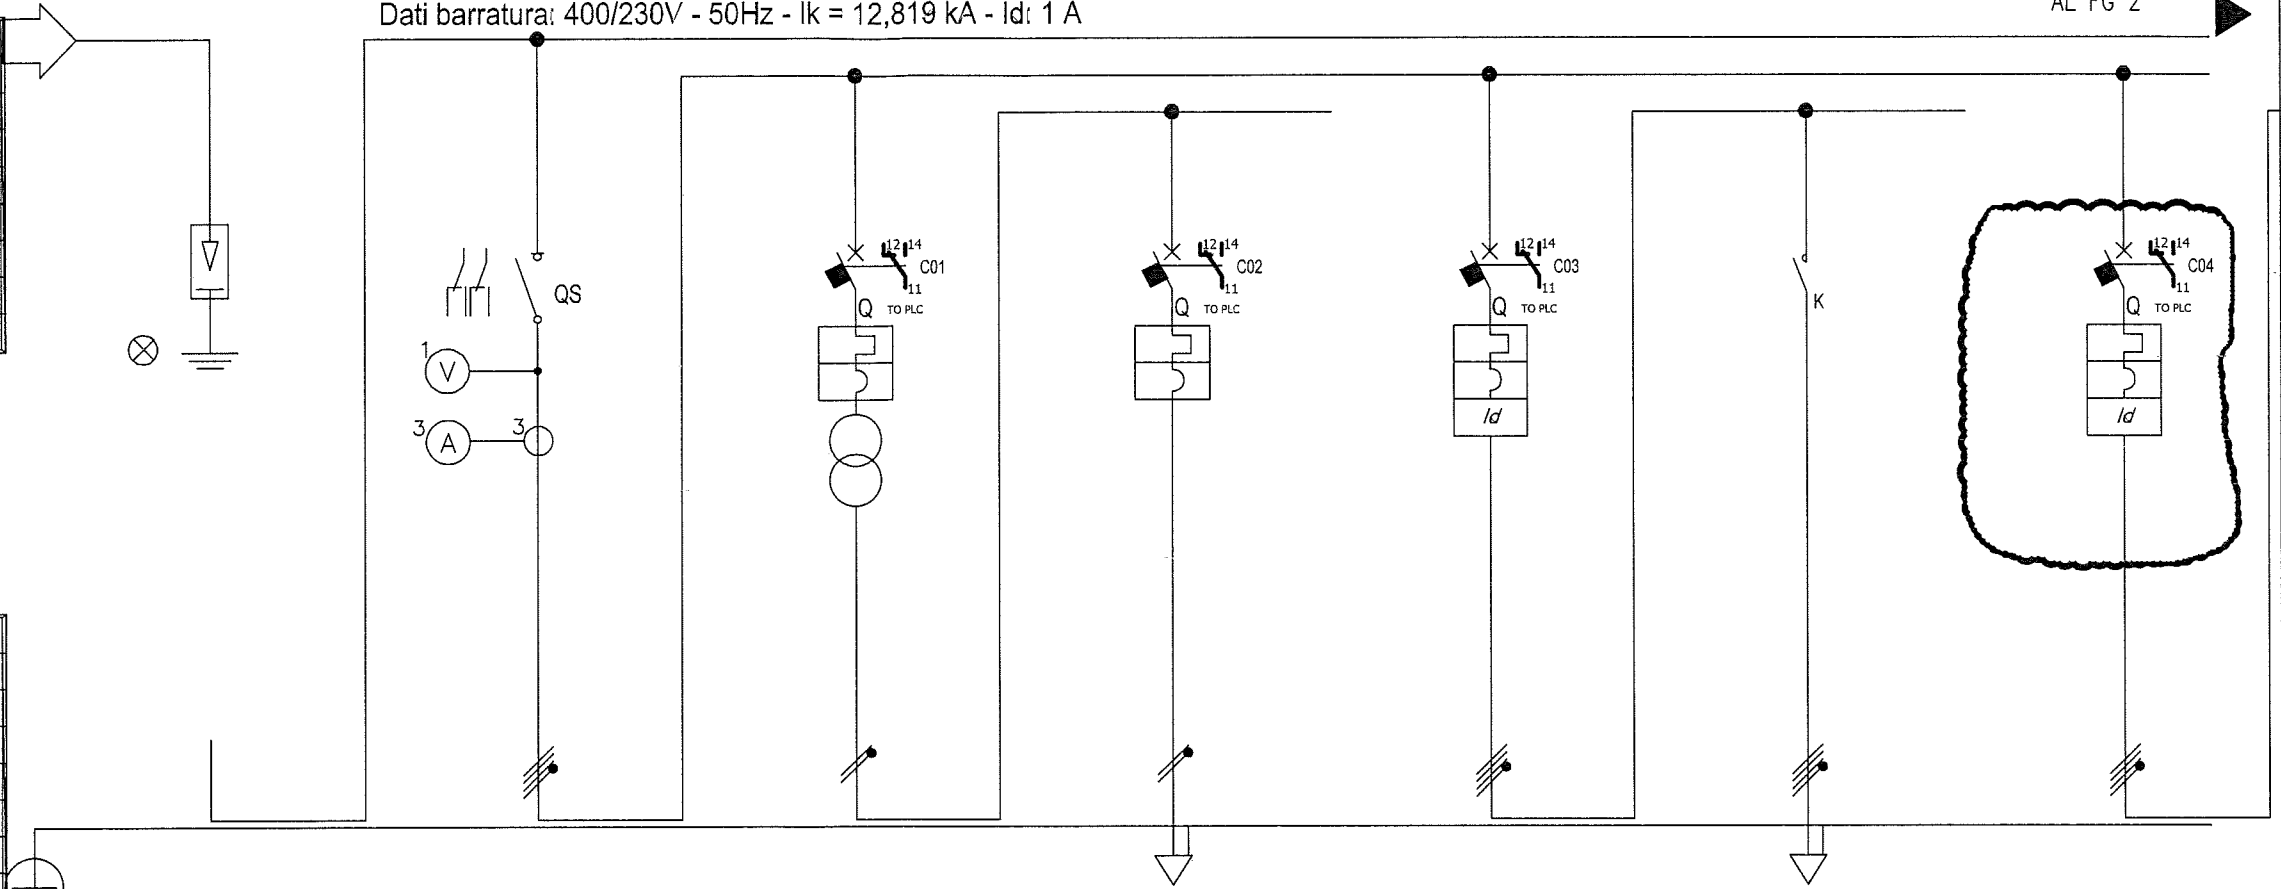 Dati barratura: 400/230V - 50Hz - Ik = 12,819 kA - Id: 1 A
AL FG 2
12 14 C01
11
Q TO PLC
12 14 C02
11
Q TO PLC
12 14 C03
11
Q TO PLC
12 14 C04
11
Q TO PLC
QS
K
1
V
3
A
3
Id
Id